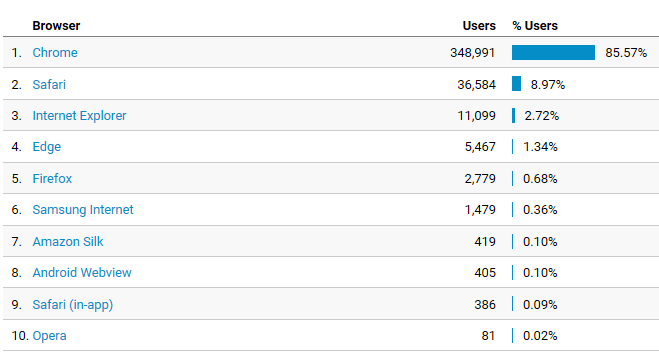 Browser Users % Users
1. Chrome 348,991 85.57%
2. Safari 36,584 8.97%
3. Internet Explorer 11,099 2.72%
4. Edge 5,467 1.34%
5. Firefox 2,779 0.68%
6. Samsung Internet 1,479 0.36%
7. Amazon Silk 419 0.10%
8. Android Webview 405 0.10%
9. Safari (in-app) 386 0.09%
10. Opera 81 0.02%